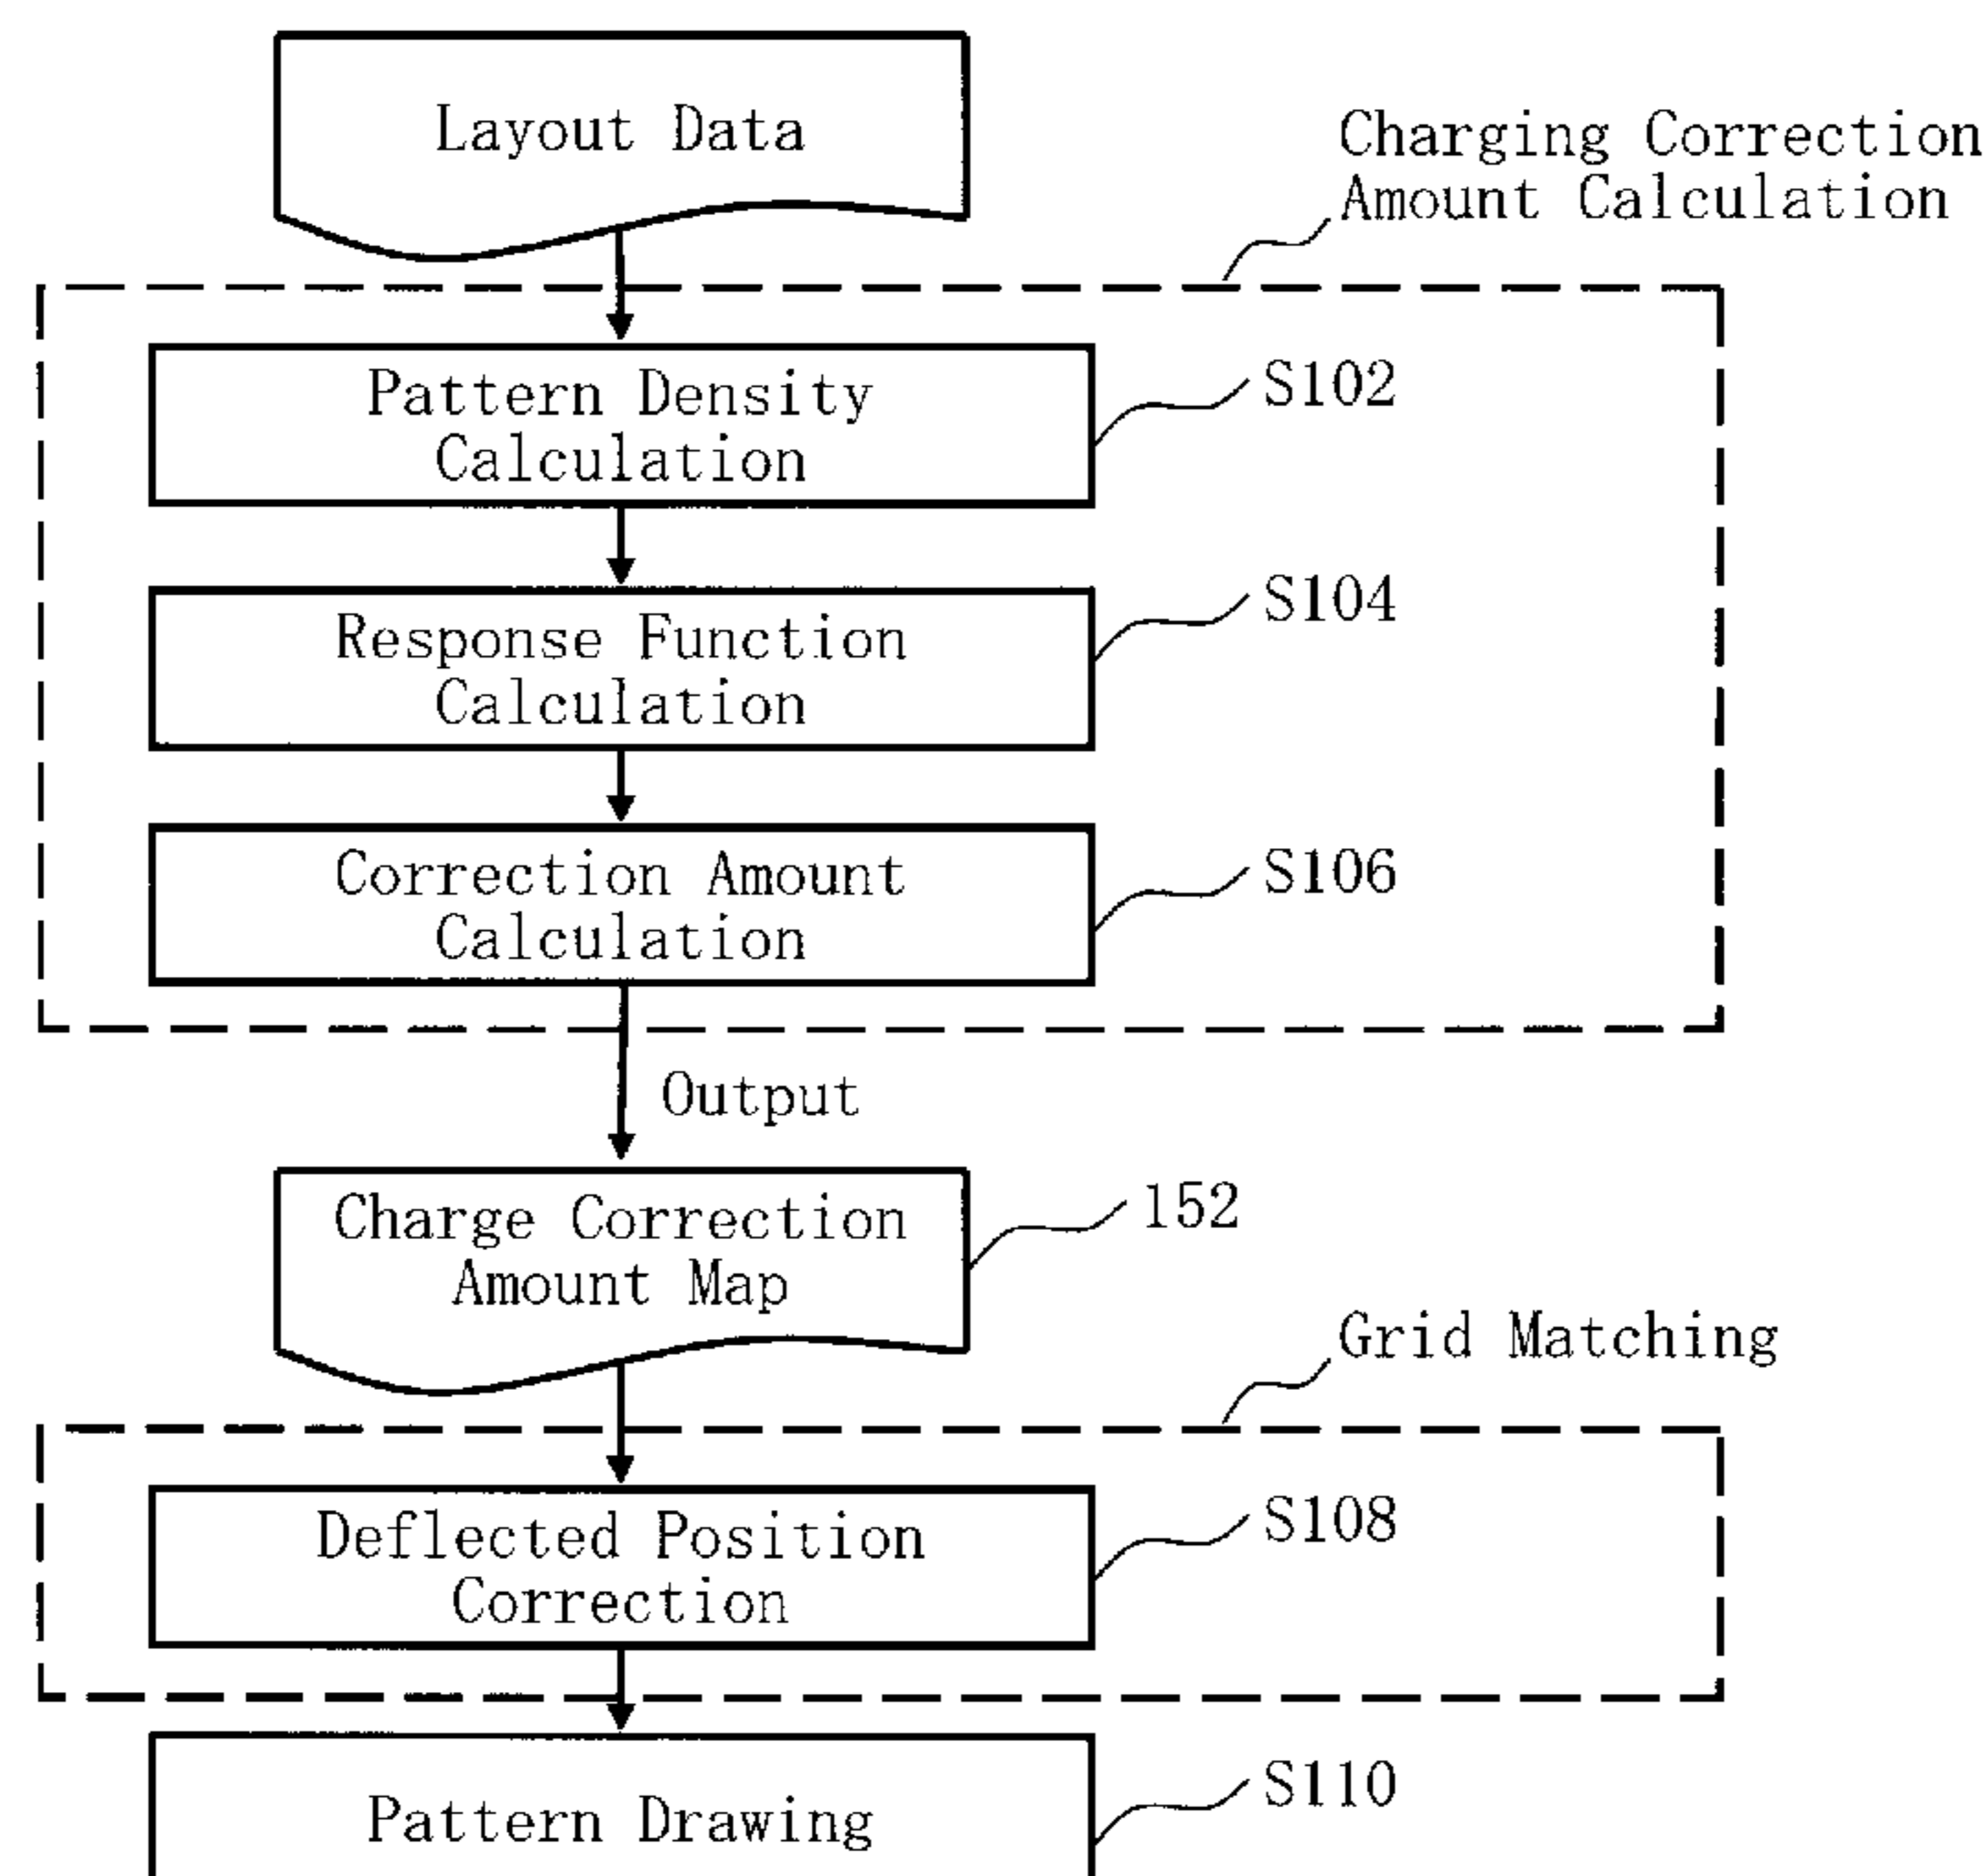 Layout Data
Charging Correction
Amount Calculation
Pattern Density
Calculation
S102
Response Function
Calculation
S104
Correction Amount
Calculation
S106
Output
Charge Correction
Amount Map
152
Grid Matching
Deflected Position
Correction
S108
Pattern Drawing
S110